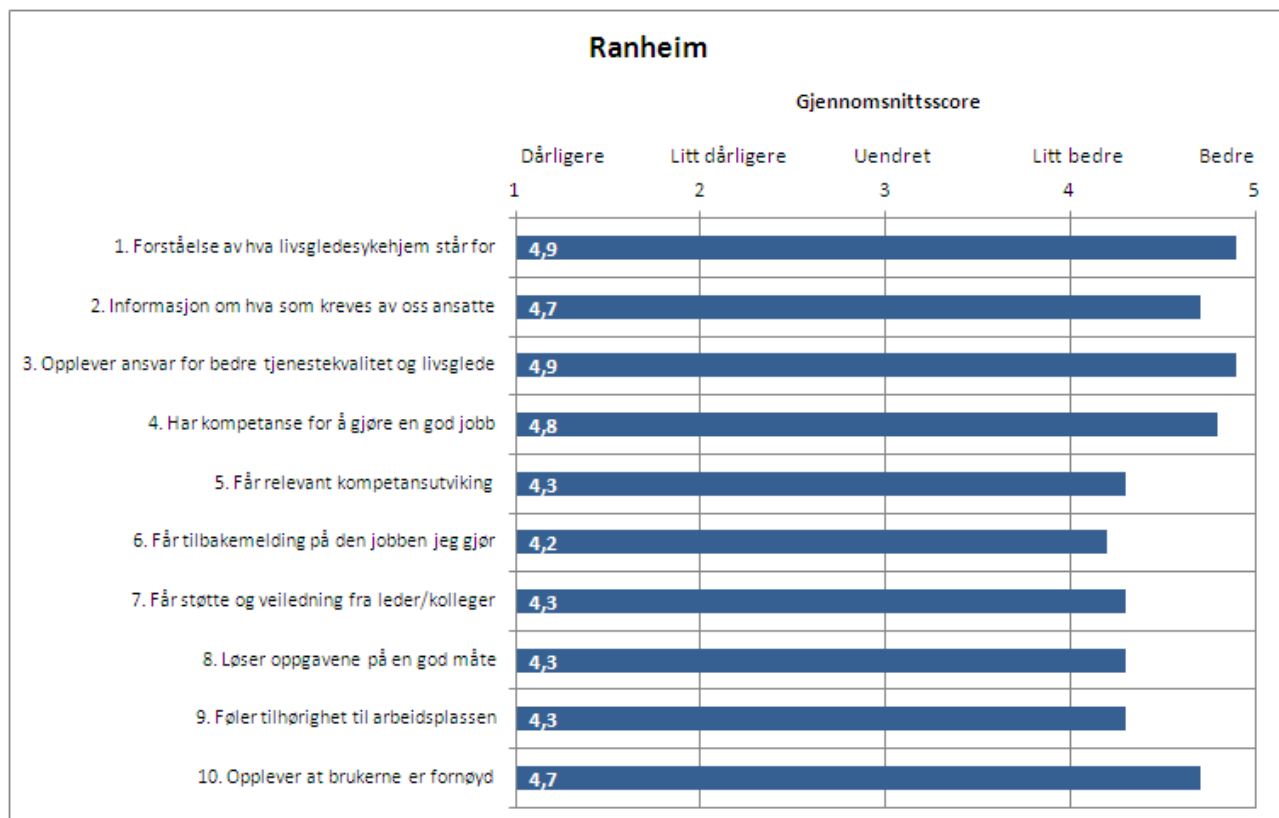 Ranheim
Gjennomsnittsscore
Dårligere Litt dårligere Uendret Litt bedre Bedre
1 2 3 4 5
1. Forståelse av hva livsgledesykehjem står for 4,9
2. Informasjon om hva som kreves av oss ansatte 4,7
3. Opplever ansvar for bedre tjenestekvalitet og livsglede 4,9
4. Har kompetanse for å gjøre en god jobb 4,8
5. Får relevant kompetansutviking 4,3
6. Får tilbakemelding på den jobben jeg gjør 4,2
7. Får støtte og veiledning fra leder/kolleger 4,3
8. Løser oppgavene på en god måte 4,3
9. Føler tilhørighet til arbeidsplassen 4,3
10. Opplever at brukerne er fornøyd 4,7